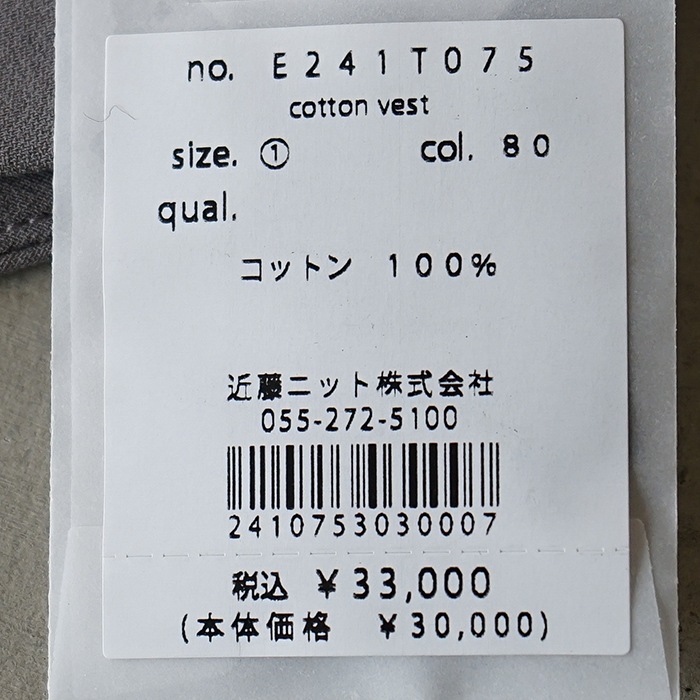 no. E241T075
cotton vest
size. ① col. 80
qual.
コットン 100%
近藤ニット株式会社
055-272-5100
2410753030007
税込 ¥33,000
(本体価格 ¥30,000)